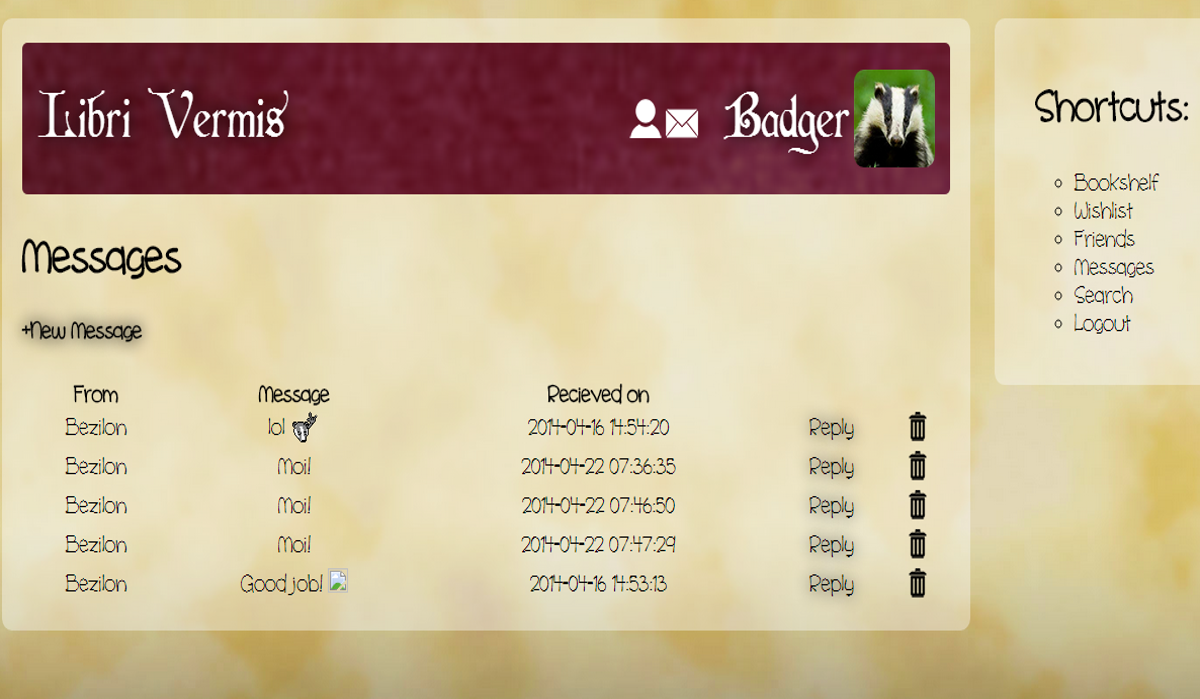 Libri Vermis
Badger
Shortcuts:
Bookshelf
Wishlist
Friends
Messages
Search
Logout
Messages
+New Message
From Message Recieved on
Bezilon lol 2014-04-16 14:54:20 Reply
Bezilon Moi! 2014-04-22 07:36:35 Reply
Bezilon Moi! 2014-04-22 07:46:50 Reply
Bezilon Moi! 2014-04-22 07:47:29 Reply
Bezilon Good job! 2014-04-16 14:53:13 Reply